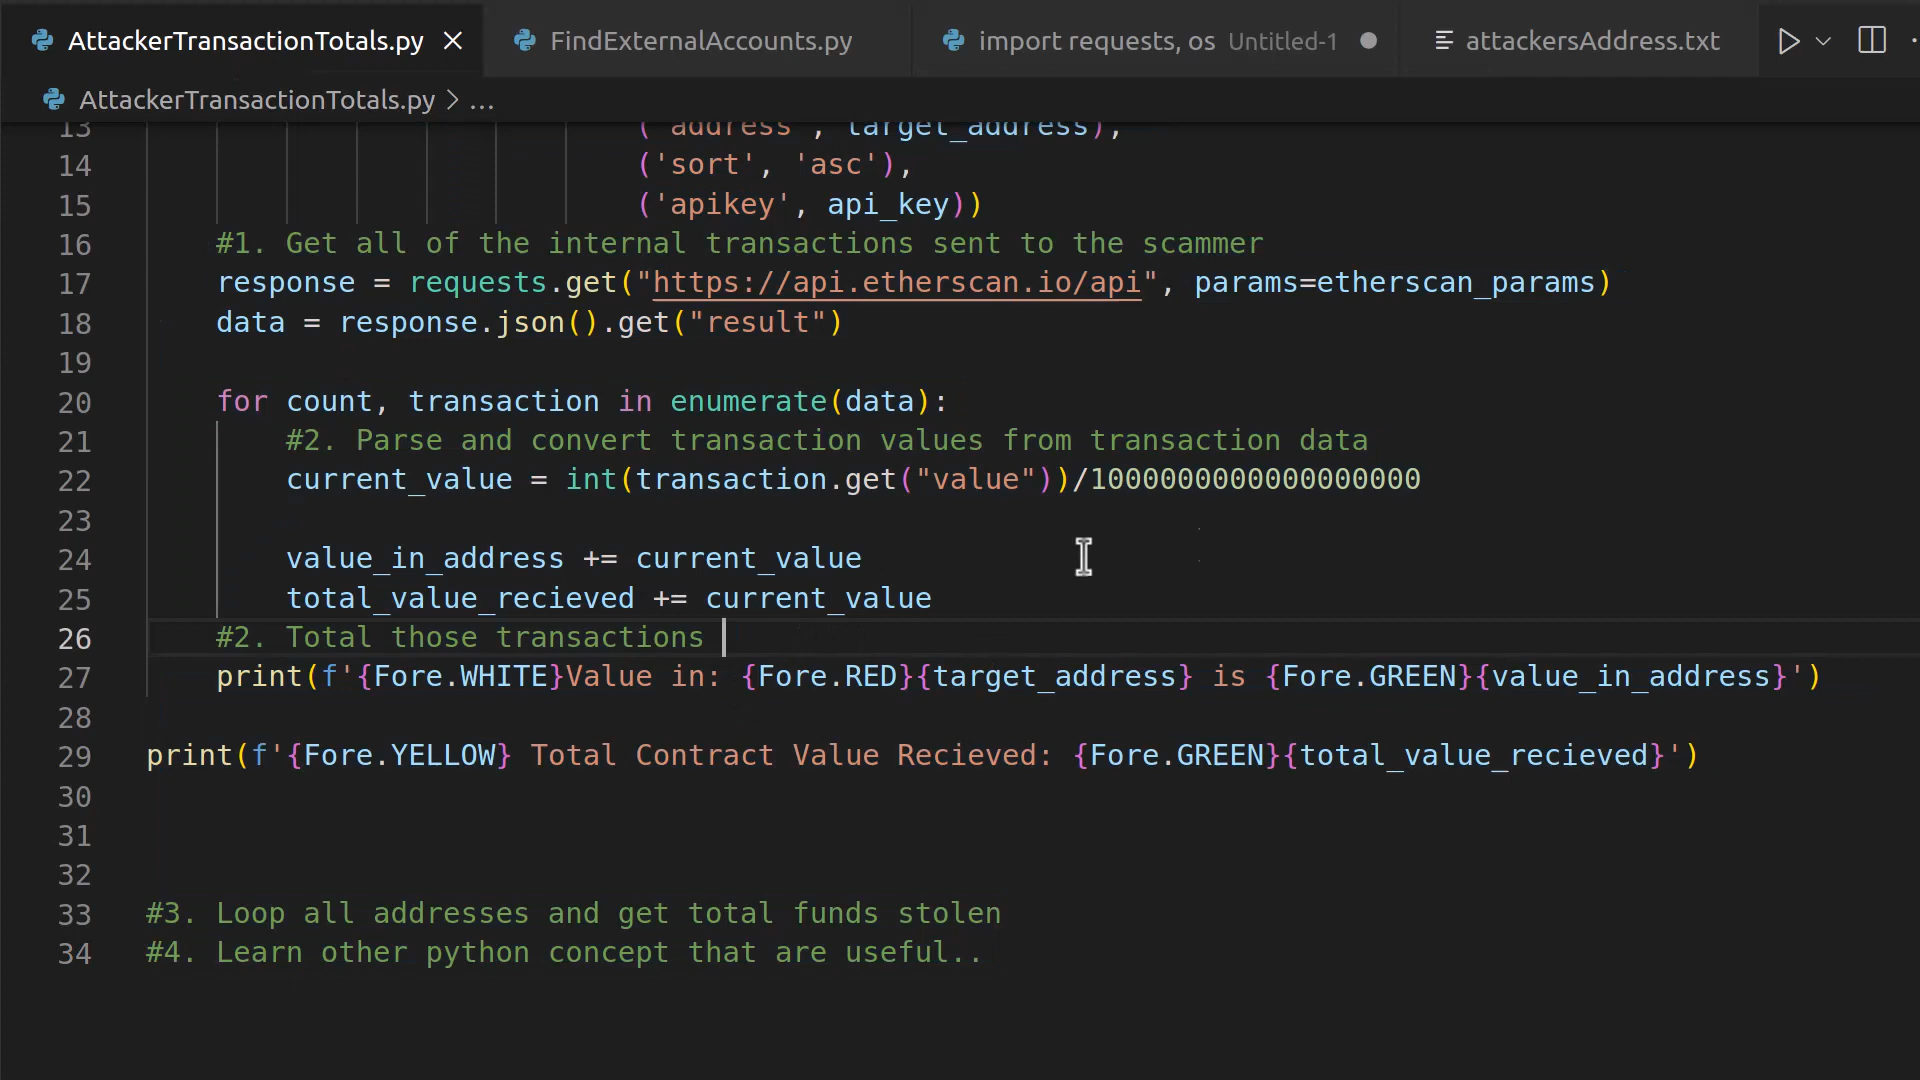 AttackerTransactionTotals.py FindExternalAccounts.py import requests, os Untitled-1 attackersAddress.txt
AttackerTransactionTotals.py > ...
13 ('address', target_address),
14 ('sort', 'asc'),
15 ('apikey', api_key))
16 #1. Get all of the internal transactions sent to the scammer
17 response = requests.get("https://api.etherscan.io/api", params=etherscan_params)
18 data = response.json().get("result")
19
20 for count, transaction in enumerate(data):
21 #2. Parse and convert transaction values from transaction data
22 current_value = int(transaction.get("value"))/1000000000000000000
23
24 value_in_address += current_value
25 total_value_recieved += current_value
26 #2. Total those transactions
27 print(f'{Fore.WHITE}Value in: {Fore.RED}{target_address} is {Fore.GREEN}{value_in_address}')
28
29 print(f'{Fore.YELLOW} Total Contract Value Recieved: {Fore.GREEN}{total_value_recieved}')
30
31
32
33 #3. Loop all addresses and get total funds stolen
34 #4. Learn other python concept that are useful..